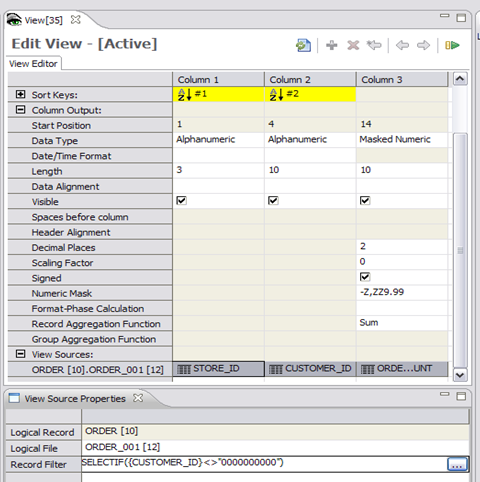 View[35]
Edit View - [Active]
View Editor
Column 1 Column 2 Column 3
Sort Keys: #1 #2
Column Output:
Start Position 1 4 14
Data Type Alphanumeric Alphanumeric Masked Numeric
Date/Time Format
Length 3 10 10
Data Alignment
Visible
Spaces before column
Header Alignment
Decimal Places 2
Scaling Factor 0
Signed
Numeric Mask -Z,ZZ9.99
Format-Phase Calculation
Record Aggregation Function Sum
Group Aggregation Function
View Sources:
ORDER [10].ORDER_001 [12] STORE_ID CUSTOMER_ID ORDE...UNT
View Source Properties
Logical Record ORDER [10]
Logical File ORDER_001 [12]
Record Filter SELECTIF({CUSTOMER_ID}<>"0000000000") ...